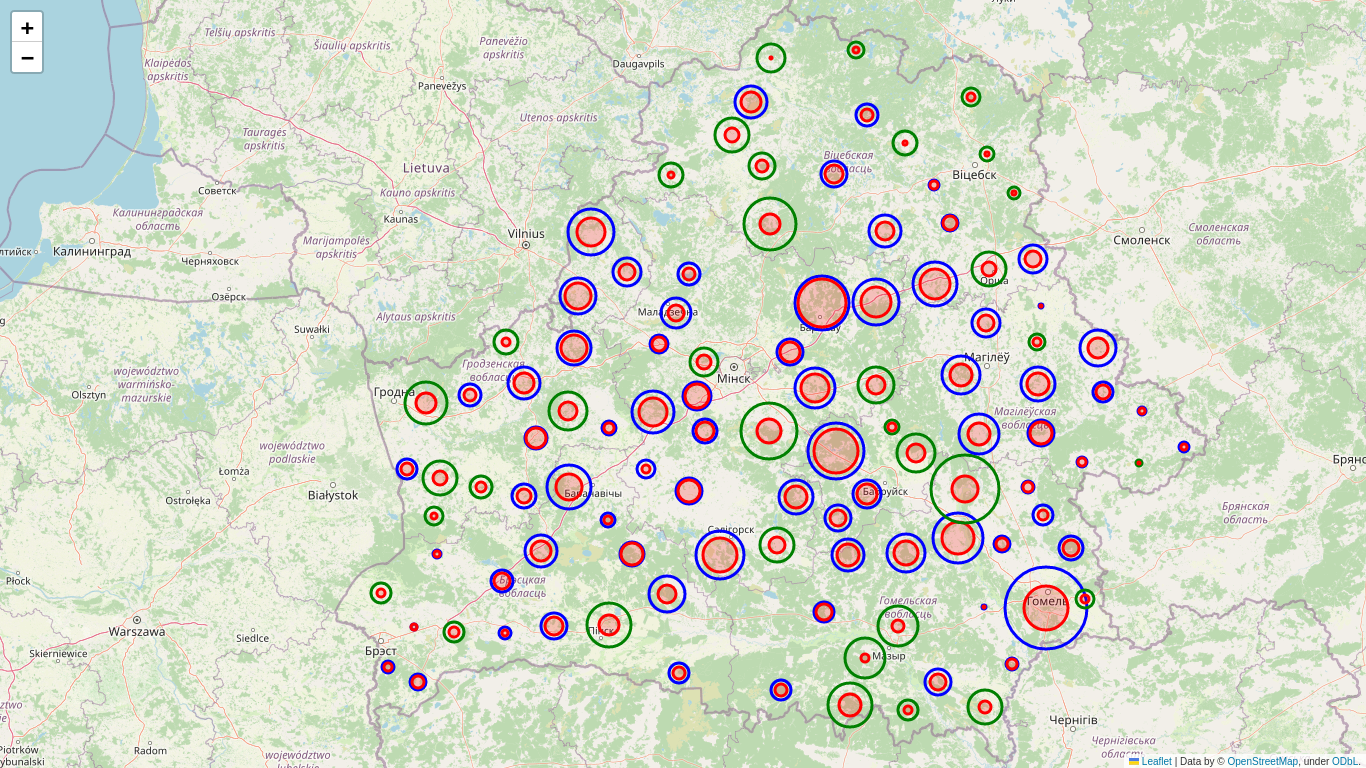 +
−
Луки
Telšių apskritis
Šiaulių apskritis
Panevėžio
apskritis
Daugavpils
Klaipėdos
apskritis
Panevėžys
Utenos apskritis
Tauragės
apskritis
Lietuva
Віцебская
вобласць
Віцебск
Советск
Kauno apskritis
Калининградская
область
Kaunas
Vilnius
Marijampolės
apskritis
Калининград
Черняховск
Смоленск
Смоленская
область
Озёрск
Орша
Alytaus apskritis
Маладзечна
Барысаў
Suwałki
Гродзенская
вобласць
Мінск
Магілёў
województwo
warmińsko-
mazurskie
Olsztyn
Гродна
Магілёўская
вобласць
województwo
podlaskie
Łomża
Białystok
Ostrołęka
Баранавічы
Бабруйск
Брянская
область
Салігорск
Płock
Брэсцкая
вобласць
Гомельская
вобласць
Гомель
Warszawa
Siedlce
Пінск
Skierniewice
Брэст
Мазыр
Чернігів
Radom
województwo
lubelskie
Чернігівська
область
Piotrków
Leaflet | Data by © OpenStreetMap, under ODbL.